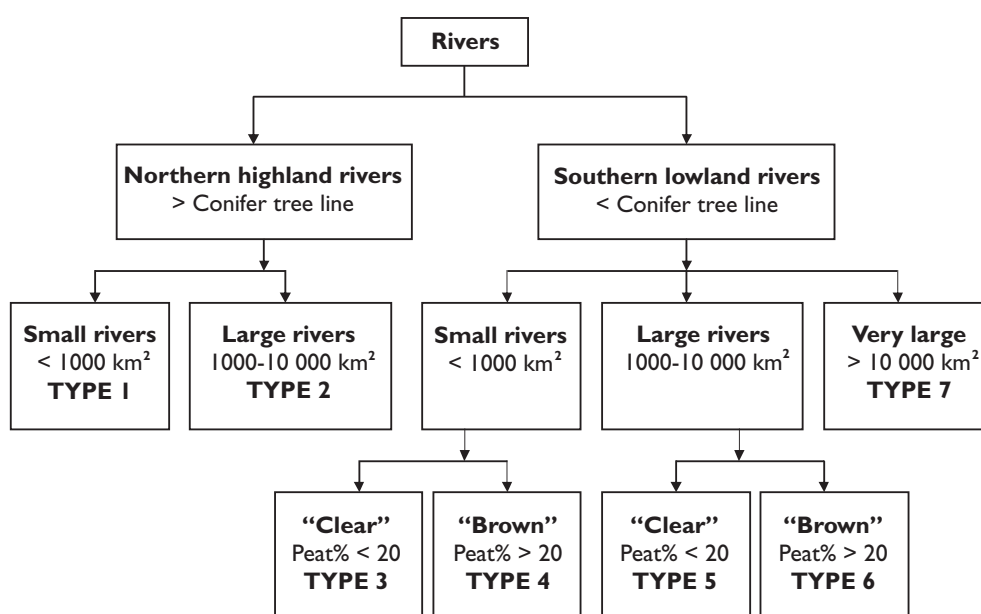 Rivers
Northern highland rivers
> Conifer tree line
Southern lowland rivers
< Conifer tree line
Small rivers
< 1000 km²
TYPE 1
Large rivers
1000-10 000 km²
TYPE 2
Small rivers
< 1000 km²
Large rivers
1000-10 000 km²
Very large
> 10 000 km²
TYPE 7
“Clear”
Peat% < 20
TYPE 3
“Brown”
Peat% > 20
TYPE 4
“Clear”
Peat% < 20
TYPE 5
“Brown”
Peat% > 20
TYPE 6